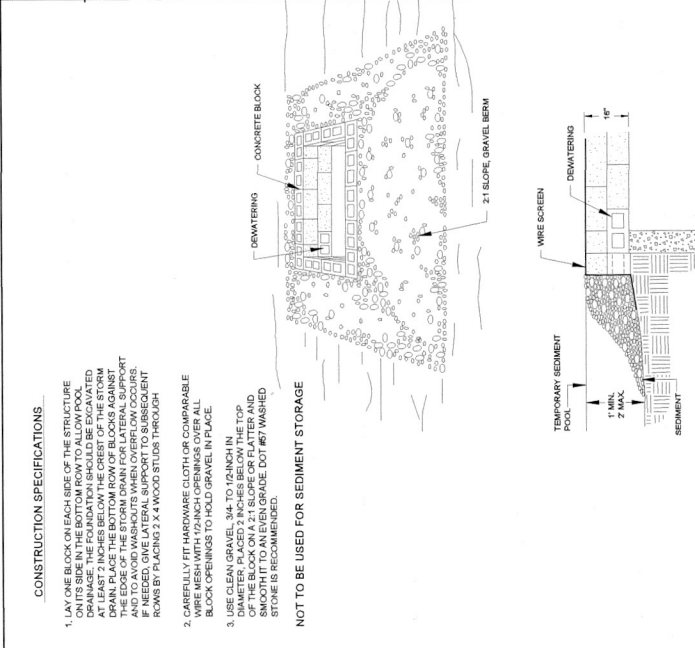 CONSTRUCTION SPECIFICATIONS
1. LAY ONE BLOCK ON EACH SIDE OF THE STRUCTURE
ON ITS SIDE IN THE BOTTOM ROW TO ALLOW POOL
DRAINAGE. THE FOUNDATION SHOULD BE EXCAVATED
AT LEAST 2 INCHES BELOW THE CREST OF THE STORM
DRAIN. PLACE THE BOTTOM ROW OF BLOCKS AGAINST
THE EDGE OF THE STORM DRAIN FOR LATERAL SUPPORT
AND TO AVOID WASHOUTS WHEN OVERFLOW OCCURS.
IF NEEDED, GIVE LATERAL SUPPORT TO SUBSEQUENT
ROWS BY PLACING 2 X 4 WOOD STUDS THROUGH
2. CAREFULLY FIT HARDWARE CLOTH OR COMPARABLE
WIRE MESH WITH 1/2-INCH OPENINGS OVER ALL
BLOCK OPENINGS TO HOLD GRAVEL IN PLACE.
3. USE CLEAN GRAVEL, 3/4- TO 1/2-INCH IN
DIAMETER, PLACED 2 INCHES BELOW THE TOP
OF THE BLOCK ON A 2:1 SLOPE OR FLATTER AND
SMOOTH IT TO AN EVEN GRADE. DOT #57 WASHED
STONE IS RECOMMENDED.
NOT TO BE USED FOR SEDIMENT STORAGE
DEWATERING
CONCRETE BLOCK
2:1 SLOPE, GRAVEL BERM
TEMPORARY SEDIMENT
POOL
WIRE SCREEN
DEWATERING
16"
1' MIN.
2' MAX.
SEDIMENT